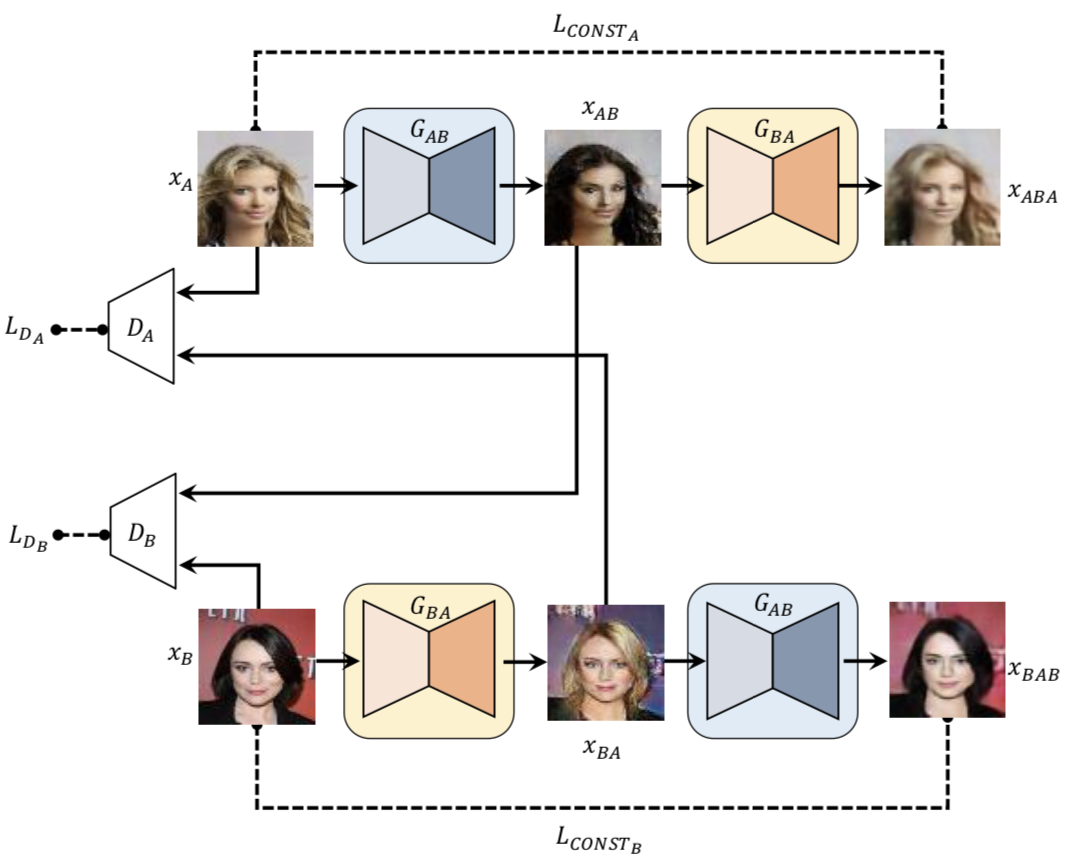 L_{CONST_A}
x_{AB}
G_{AB}
G_{BA}
x_A
x_{ABA}
L_{D_A}
D_A
L_{D_B}
D_B
G_{BA}
G_{AB}
x_B
x_{BAB}
x_{BA}
L_{CONST_B}